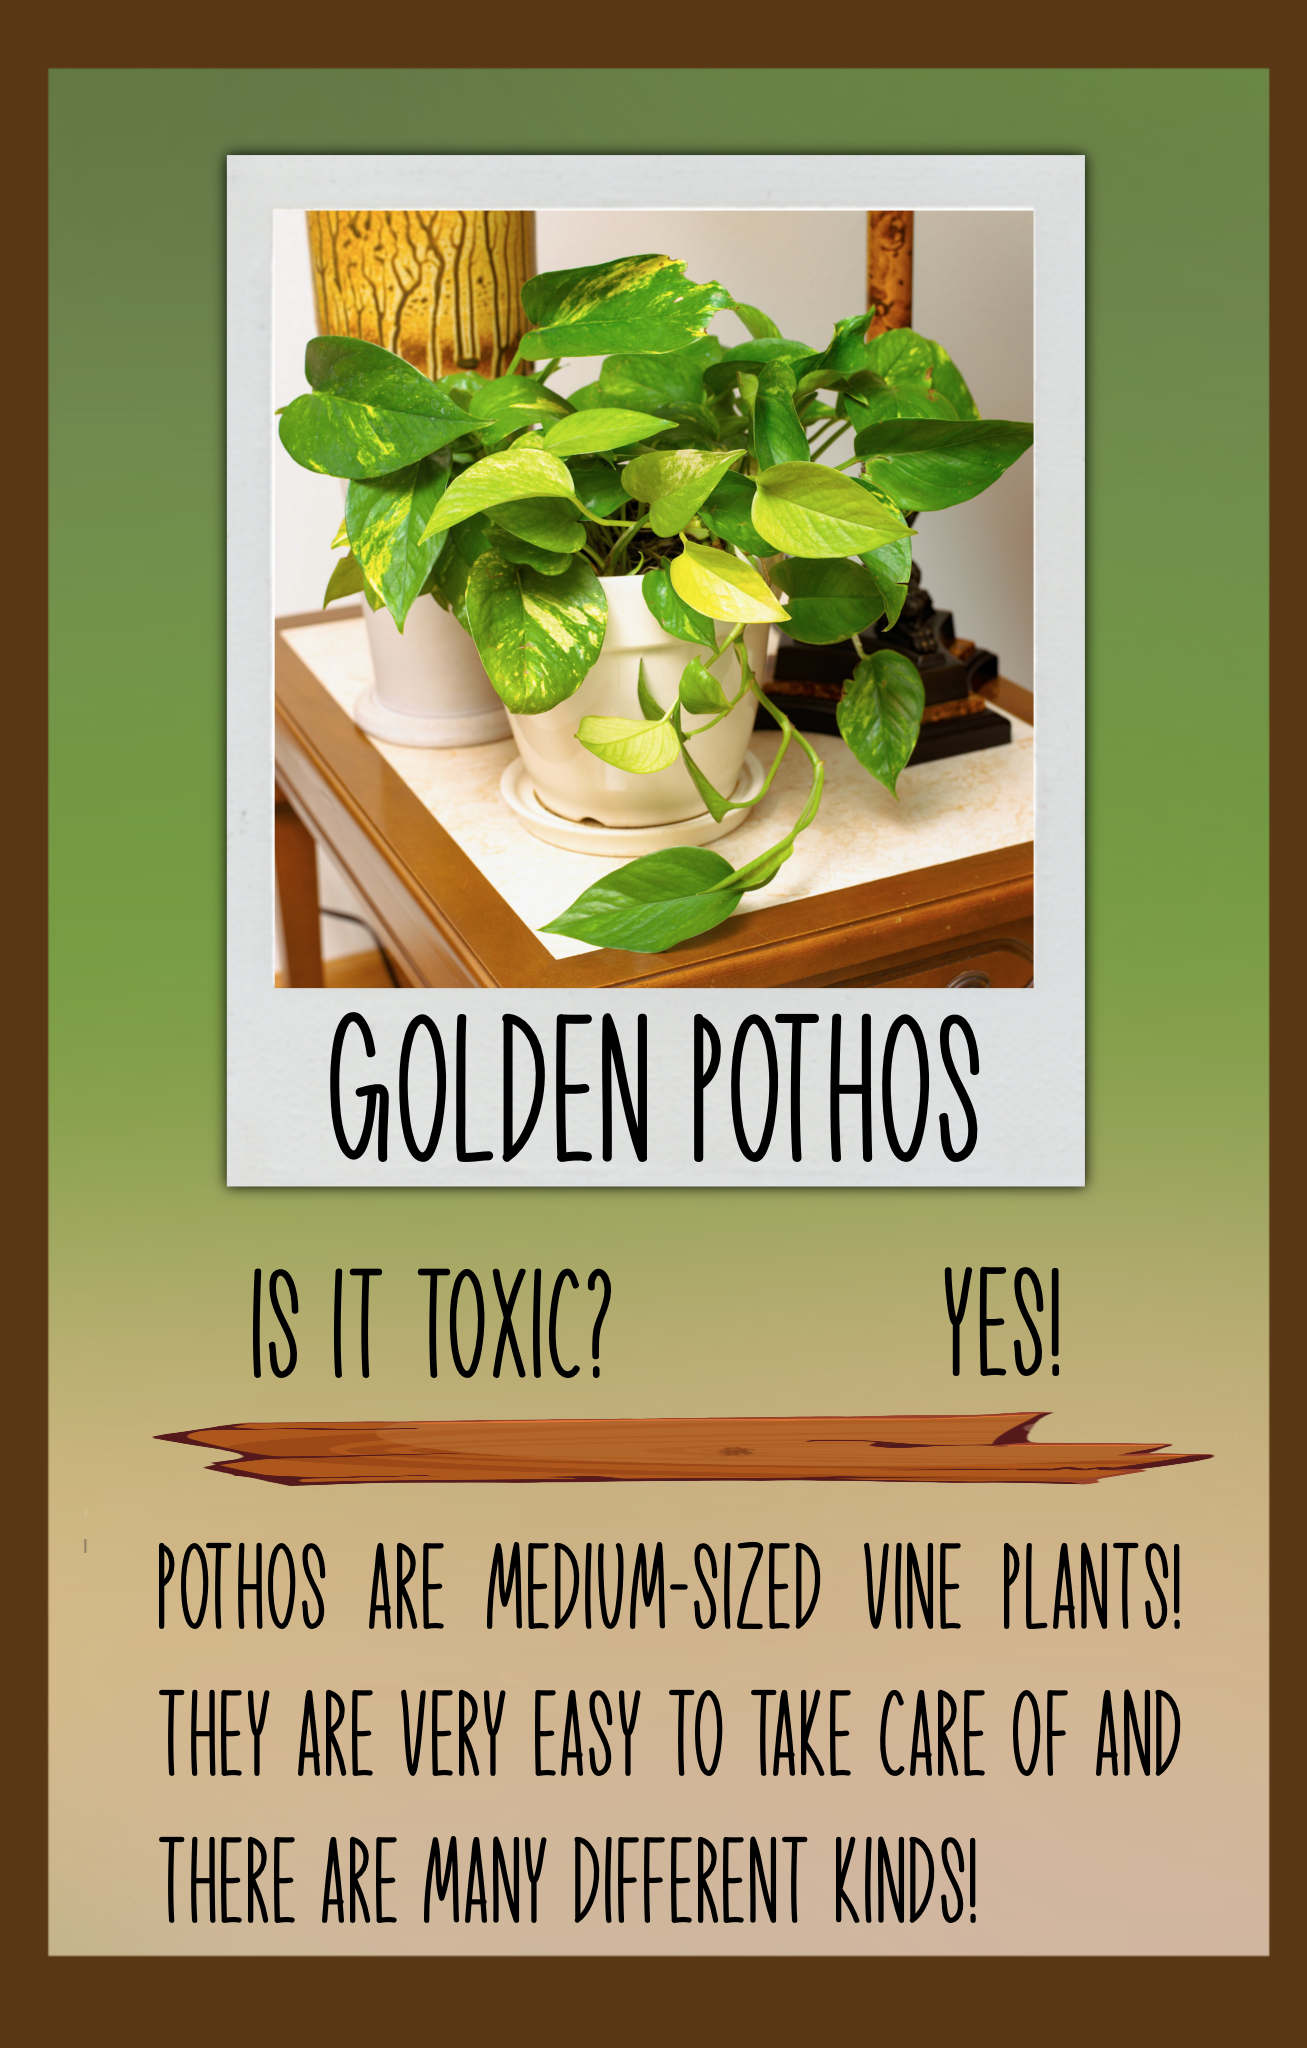 GOLDEN POTHOS
IS IT TOXIC? YES!
POTHOS ARE MEDIUM-SIZED VINE PLANTS!
THEY ARE VERY EASY TO TAKE CARE OF AND
THERE ARE MANY DIFFERENT KINDS!